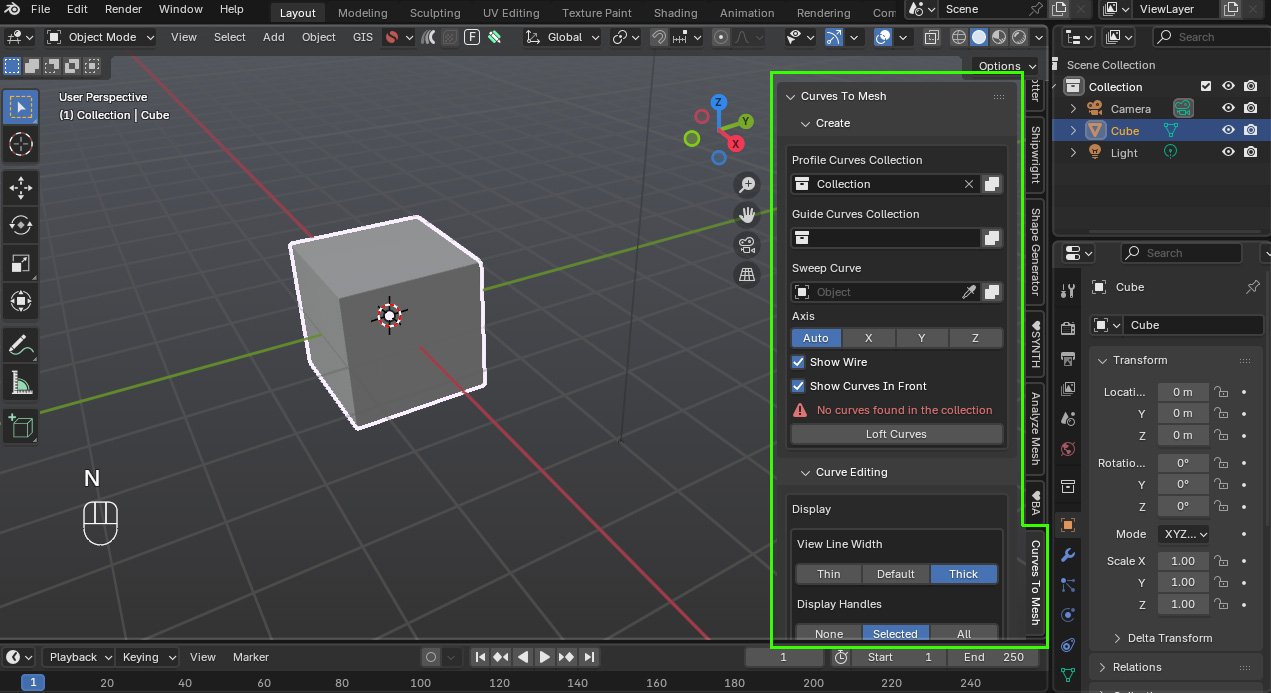 File Edit Render Window Help Layout Modeling Sculpting UV Editing Texture Paint Shading Animation Rendering Com Scene ViewLayer
Object Mode View Select Add Object GIS Global
Options
Search
User Perspective
(1) Collection | Cube
Z
Y
X
N
Curves To Mesh
Create
Profile Curves Collection
Collection
Guide Curves Collection
Sweep Curve
Object
Axis
Auto X Y Z
Show Wire
Show Curves In Front
No curves found in the collection
Loft Curves
Curve Editing
Display
View Line Width
Thin Default Thick
Display Handles
None Selected All
tter
Shipwright
Shape Generator
♥SYNTH
Analyze Mesh
♥BA
Curves To Mesh
Scene Collection
Collection
Camera
Cube
Light
Search
Cube
Cube
Transform
Locati... 0 m
Y 0 m
Z 0 m
Rotatio... 0°
Y 0°
Z 0°
Mode XYZ...
Scale X 1.00
Y 1.00
Z 1.00
Delta Transform
Relations
Playback Keying View Marker 1 Start 1 End 250
1 20 40 60 80 100 120 140 160 180 200 220 240